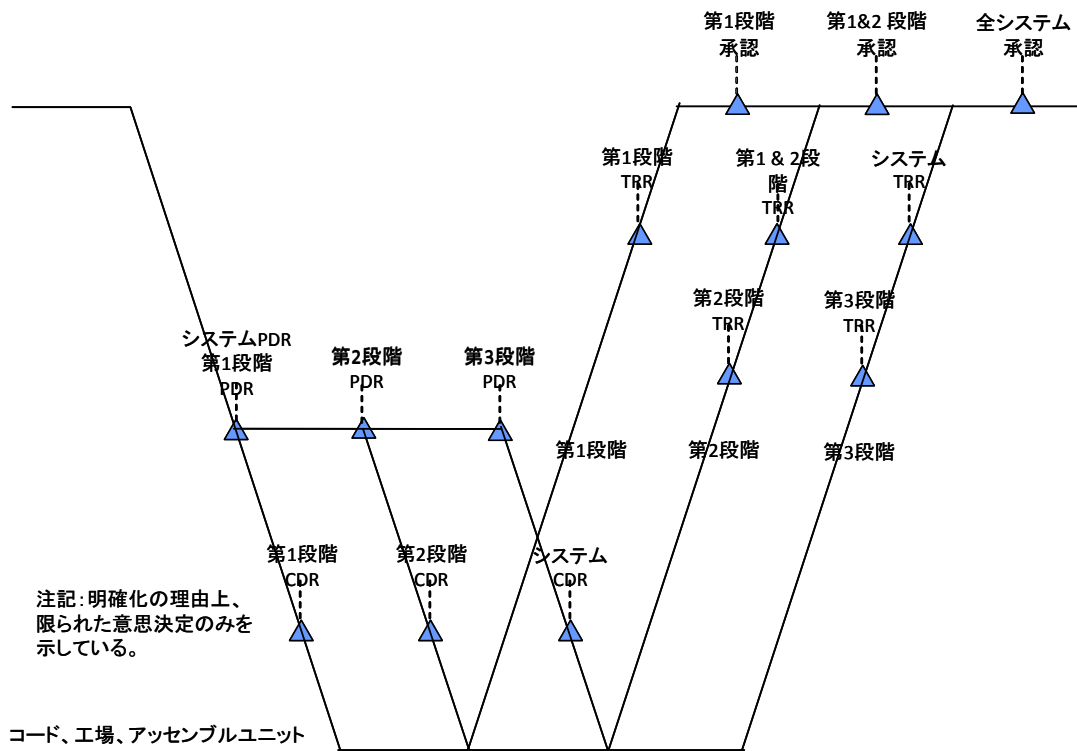 第1段階
承認
第1&2 段階
承認
全システム
承認
第1段階
TRR
第1 & 2段
階
TRR
システム
TRR
第2段階
TRR
第3段階
TRR
システムPDR
第1段階
PDR
第2段階
PDR
第3段階
PDR
第1段階
第2段階
第3段階
第1段階
CDR
第2段階
CDR
システム
CDR
注記：明確化の理由上、
限られた意思決定のみを
示している。
コード、工場、アッセンブルユニット